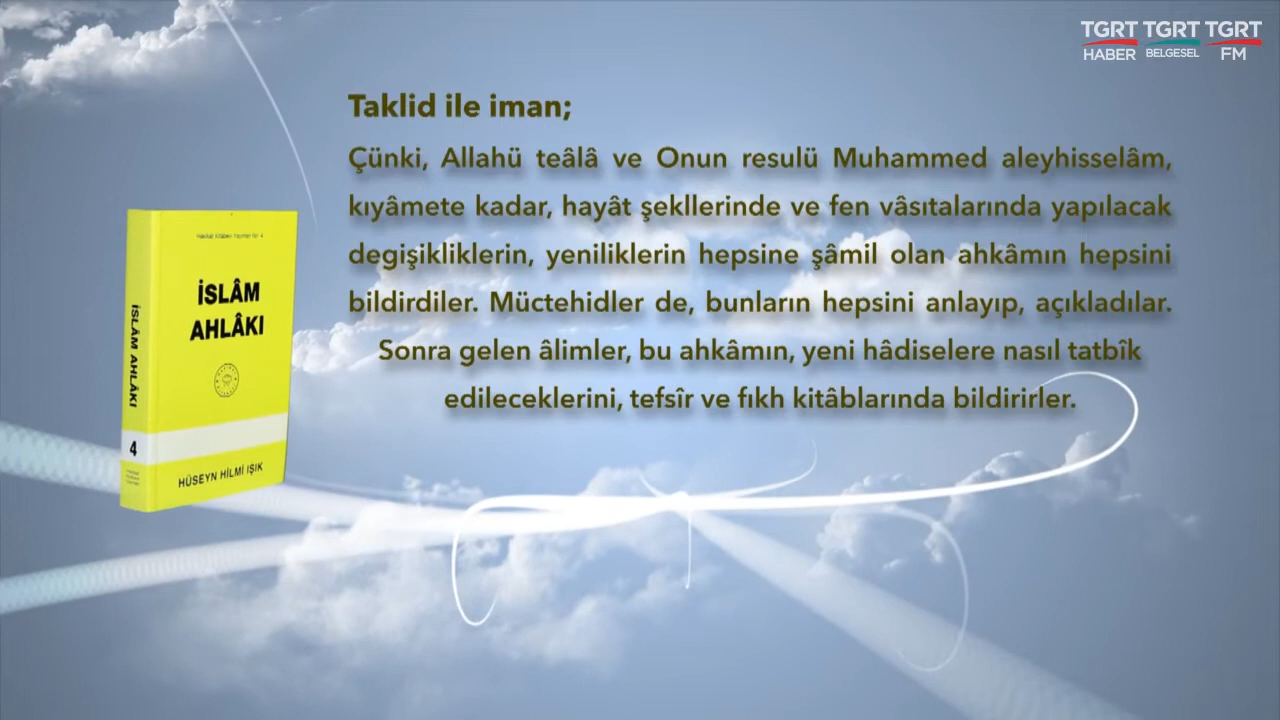 TGRT TGRT TGRT
HABER BELGESEL FM
Taklid ile iman;
Çünki, Allahü teâlâ ve Onun resulü Muhammed aleyhisselâm,
kıyâmete kadar, hayât şekllerinde ve fen vâsıtalarında yapılacak
degişikliklerin, yeniliklerin hepsine şâmil olan ahkâmın hepsini
bildirdiler. Müctehidler de, bunların hepsini anlayıp, açıkladılar.
Sonra gelen âlimler, bu ahkâmın, yeni hâdiselere nasıl tatbîk
edileceklerini, tefsîr ve fıkh kitâblarında bildirirler.
İSLÂM
AHLÂKI
HÜSEYN HİLMİ IŞIK
İSLÂM AHLÂKI
4